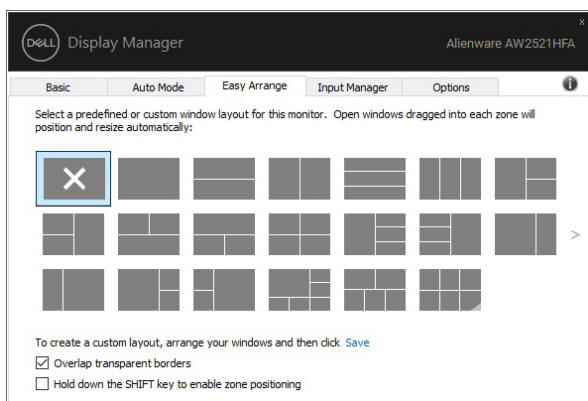 x
DELL Display Manager Alienware AW2521HFA
Basic Auto Mode Easy Arrange Input Manager Options i
Select a predefined or custom window layout for this monitor. Open windows dragged into each zone will
position and resize automatically:
>
To create a custom layout, arrange your windows and then click Save
Overlap transparent borders
Hold down the SHIFT key to enable zone positioning